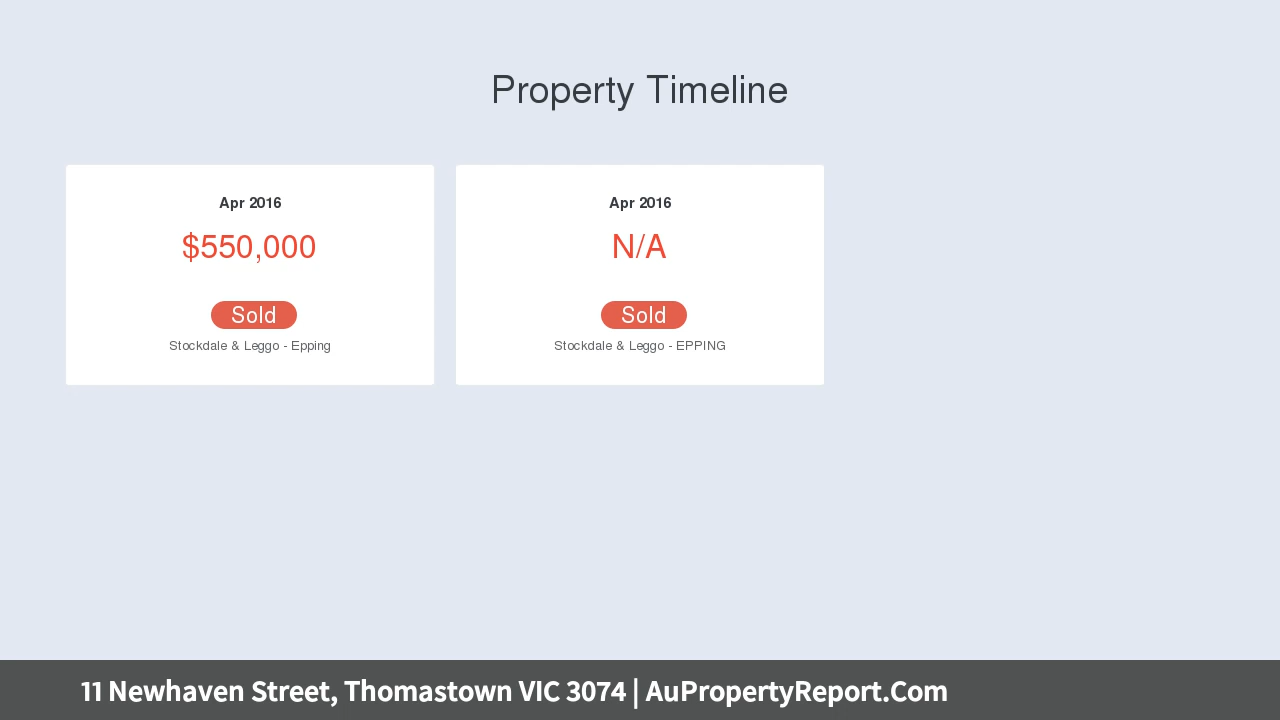 Property Timeline
Apr 2016
$550,000
Sold
Stockdale & Leggo - Epping
Apr 2016
N/A
Sold
Stockdale & Leggo - EPPING
11 Newhaven Street, Thomastown VIC 3074 | AuPropertyReport.Com